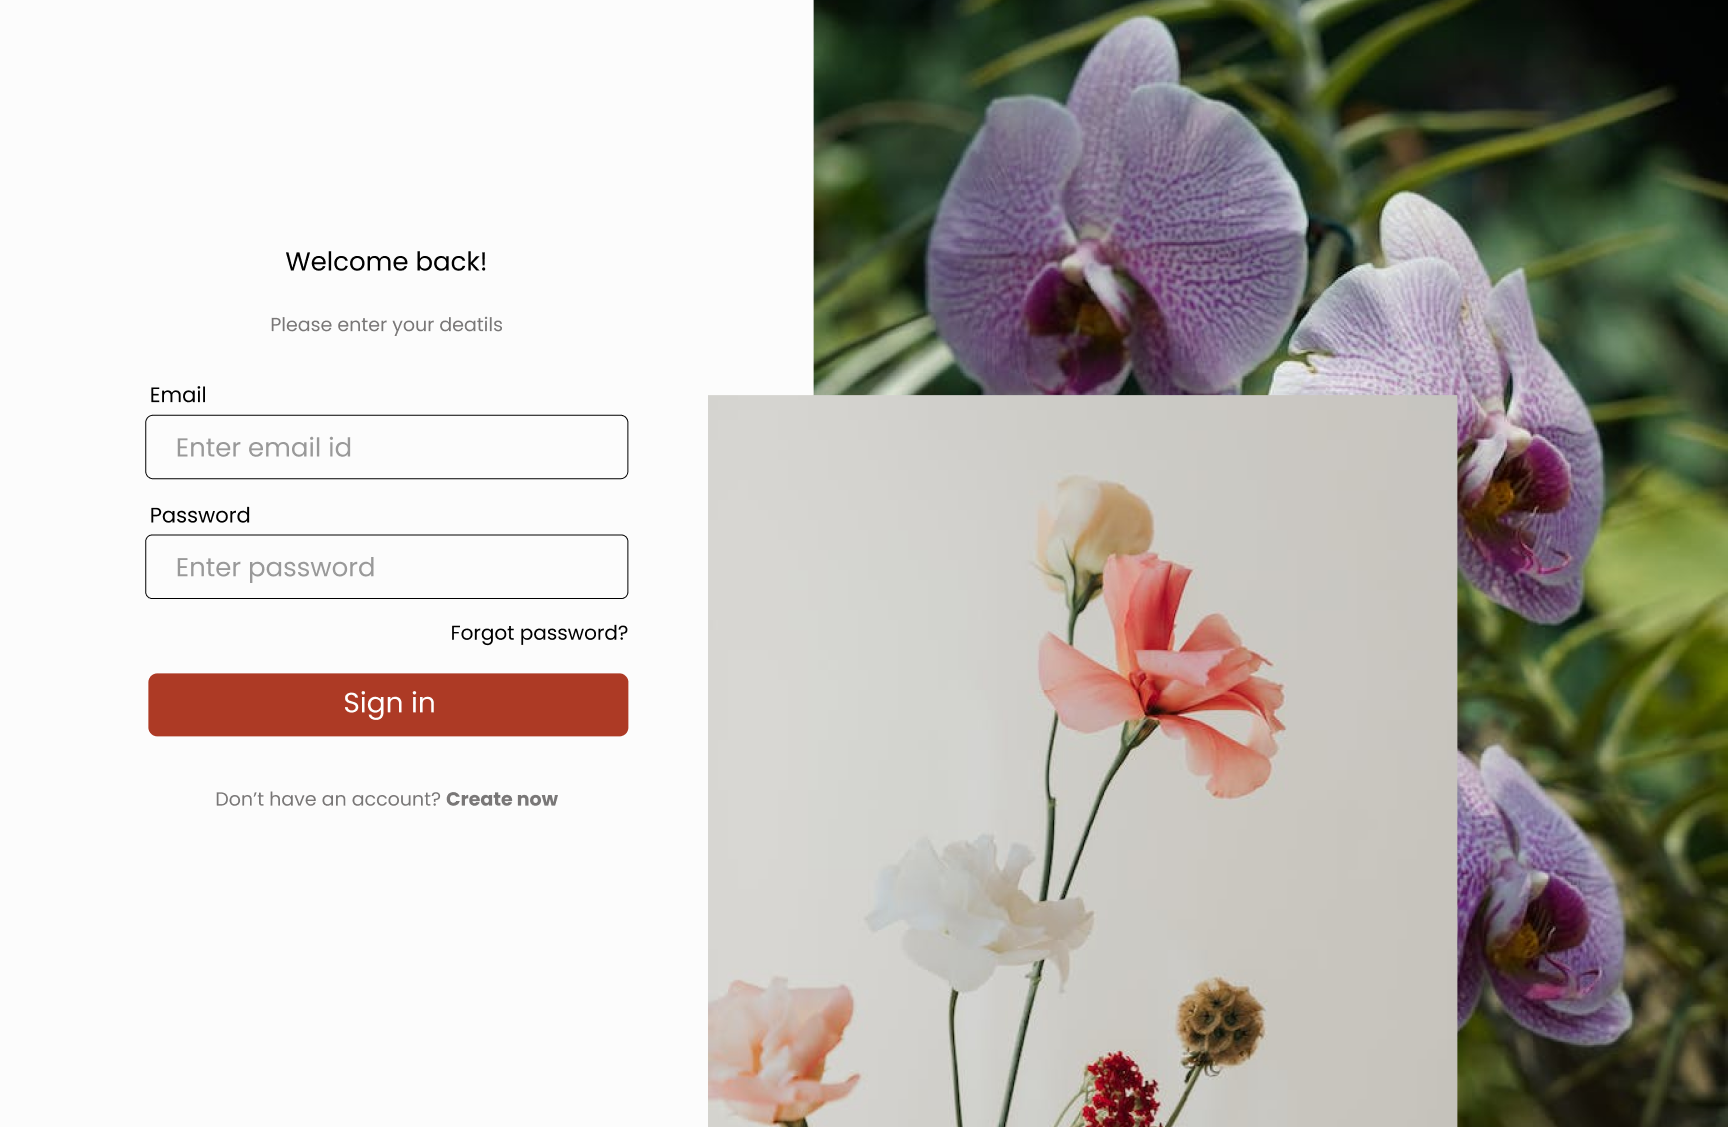 Welcome back!
Please enter your deatils
Email
Enter email id
Password
Enter password
Forgot password?
Sign in
Don’t have an account? Create now